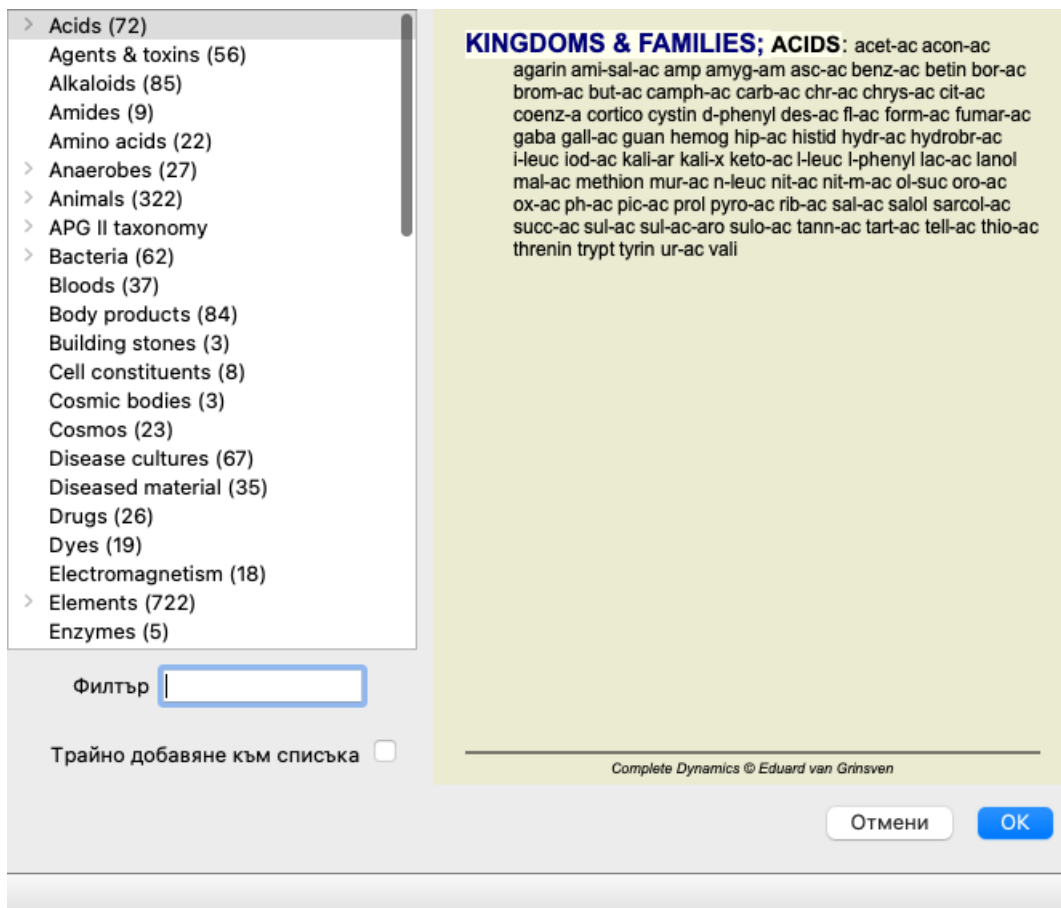 Acids (72)
Agents & toxins (56)
Alkaloids (85)
Amides (9)
Amino acids (22)
Anaerobes (27)
Animals (322)
APG II taxonomy
Bacteria (62)
Bloods (37)
Body products (84)
Building stones (3)
Cell constituents (8)
Cosmic bodies (3)
Cosmos (23)
Disease cultures (67)
Diseased material (35)
Drugs (26)
Dyes (19)
Electromagnetism (18)
Elements (722)
Enzymes (5)
Филтър
Трайно добавяне към списъка
KINGDOMS & FAMILIES; ACIDS: acet-ac acon-ac
agarin ami-sal-ac amp amyg-am asc-ac benz-ac betin bor-ac
brom-ac but-ac camph-ac carb-ac chr-ac chrys-ac cit-ac
coenz-a cortico cystin d-phenyl des-ac fl-ac form-ac fumar-ac
gaba gall-ac guan hemog hip-ac histid hydr-ac hydrobr-ac
i-leuc iod-ac kali-ar kali-x keto-ac l-leuc l-phenyl lac-ac lanol
mal-ac methion mur-ac n-leuc nit-ac nit-m-ac ol-suc oro-ac
ox-ac ph-ac pic-ac prol pyro-ac rib-ac sal-ac salol sarcol-ac
succ-ac sul-ac sul-ac-aro sulo-ac tann-ac tart-ac tell-ac thio-ac
threnin trypt tyrin ur-ac vali
Complete Dynamics © Eduard van Grinsven
Отмени
OK